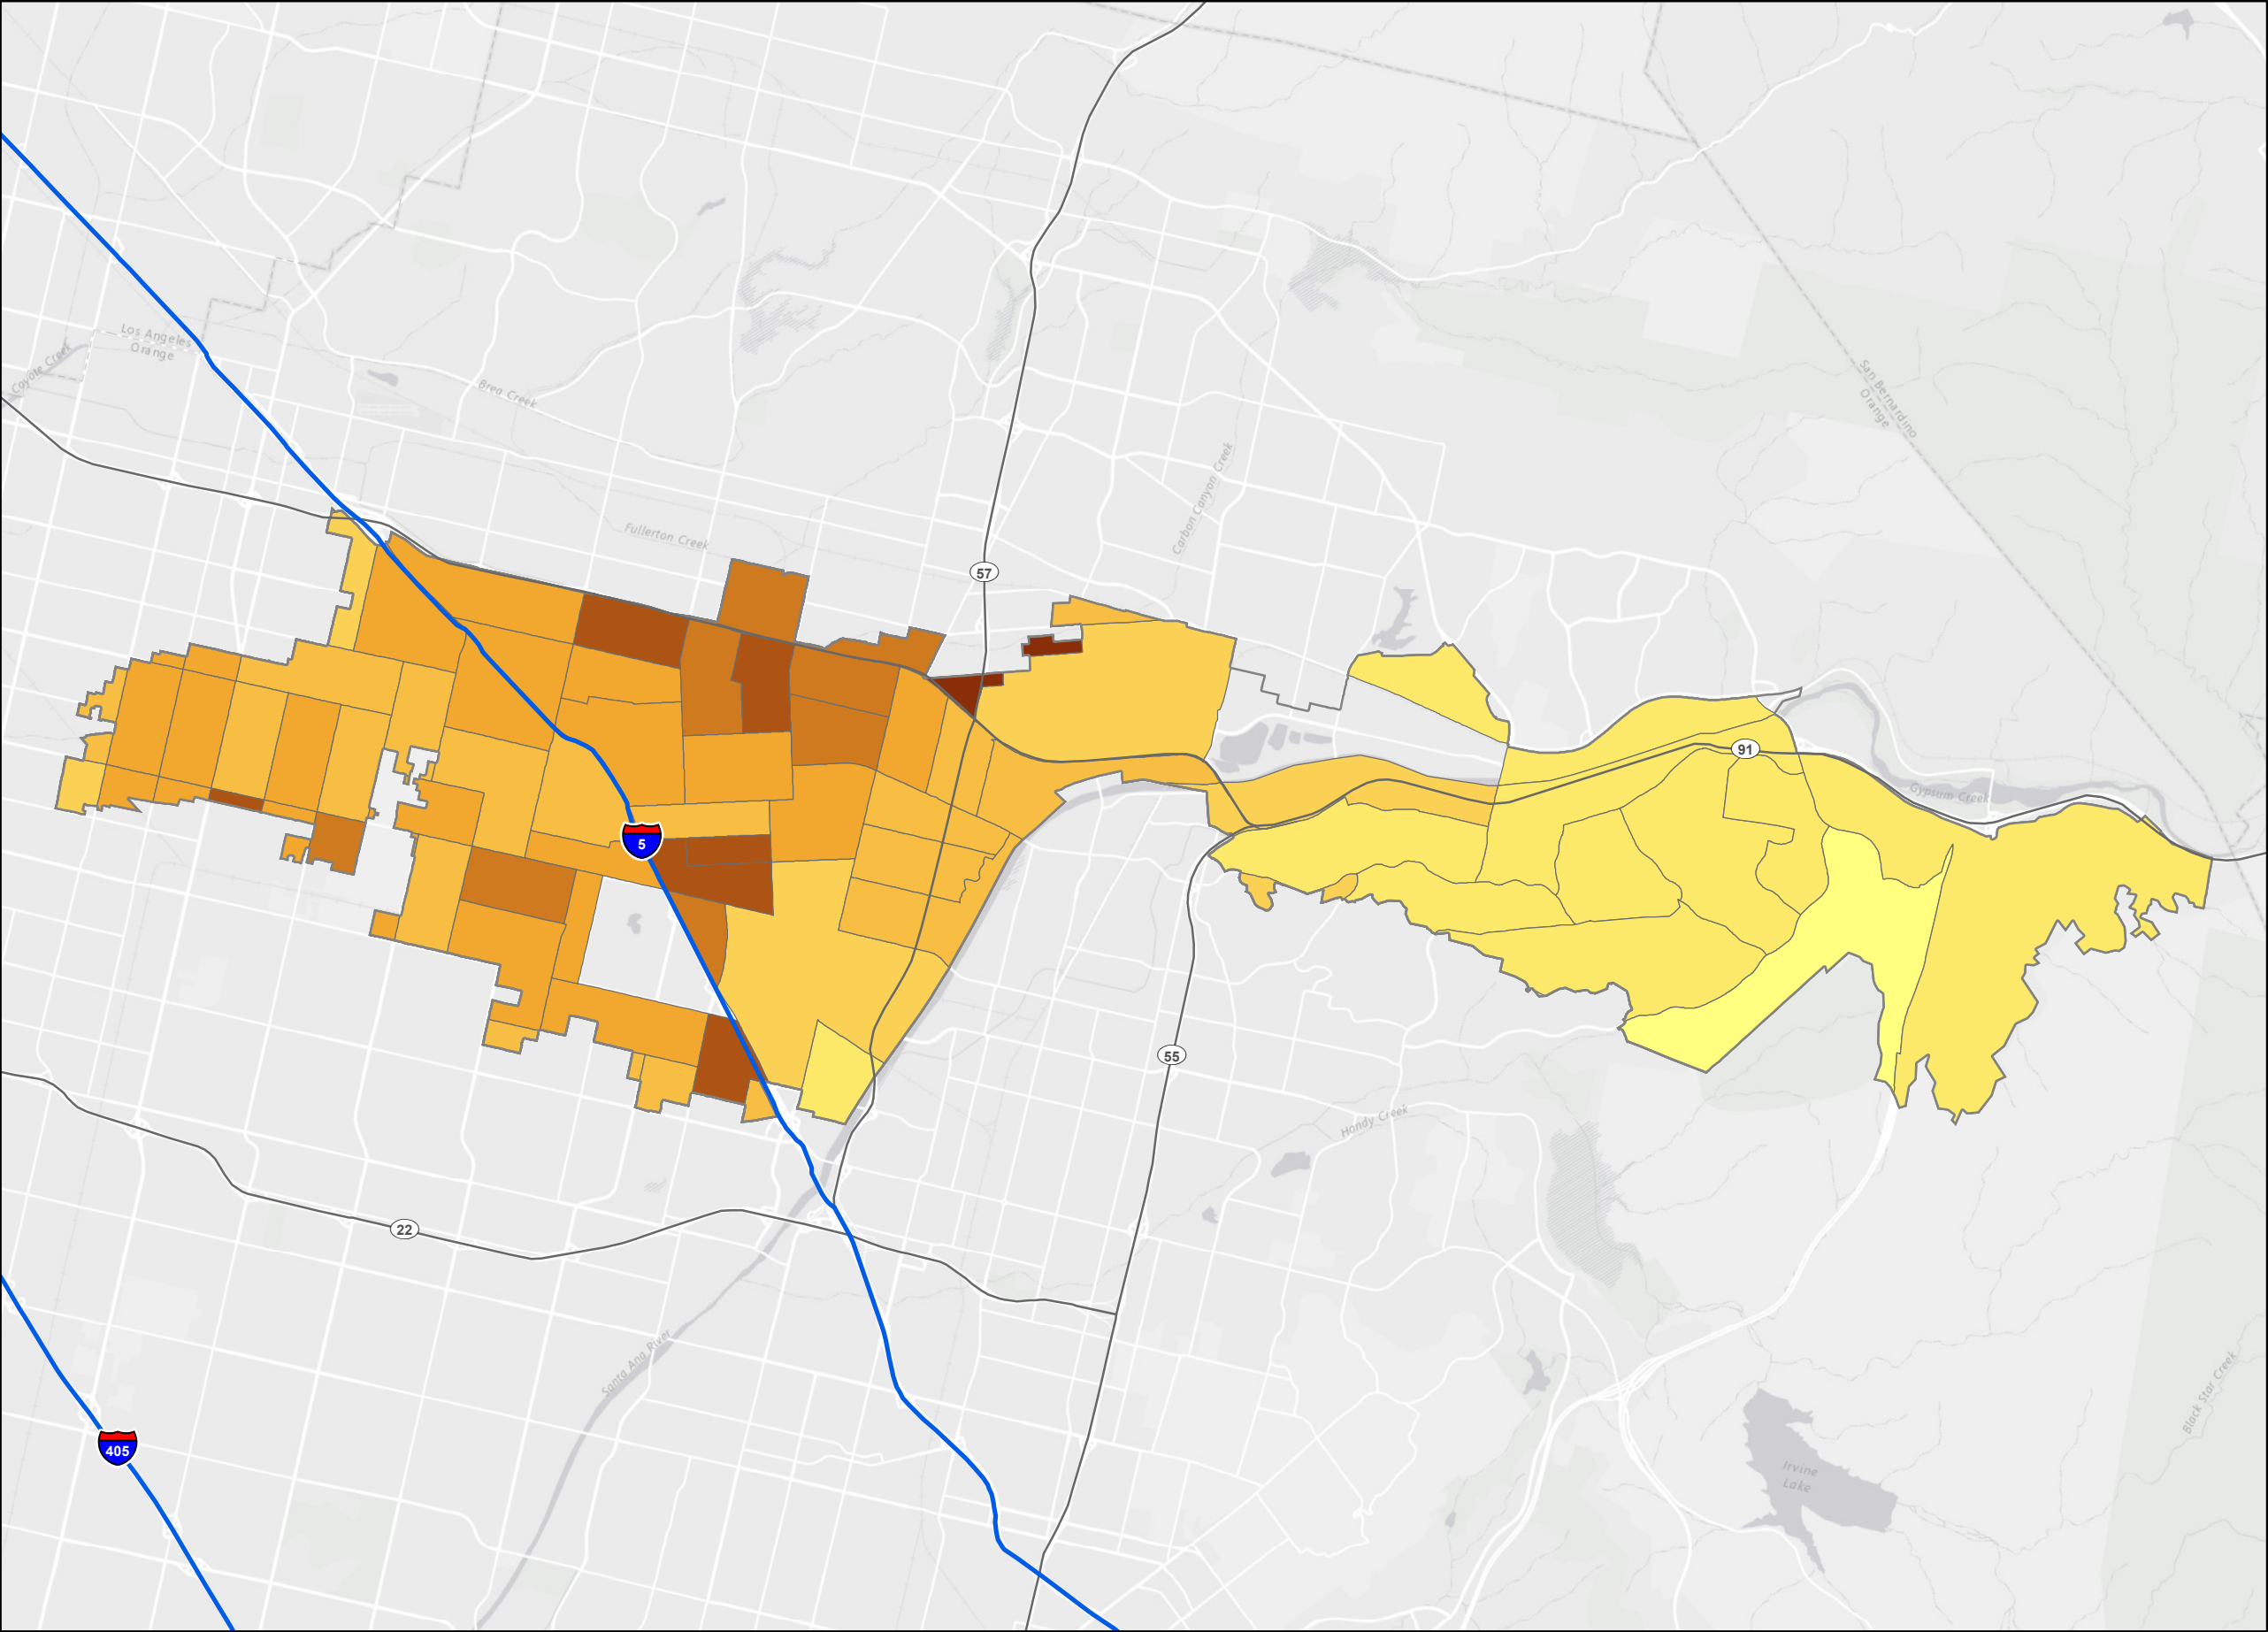 Los Angeles
Orange
Coyote Creek
Brea Creek
Fullerton Creek
Carbon Canyon Creek
San Bernardino
Orange
57
91
Gypsum Creek
5
55
Handy Creek
22
Santa Ana River
Black Star Creek
405
Irvine
Lake